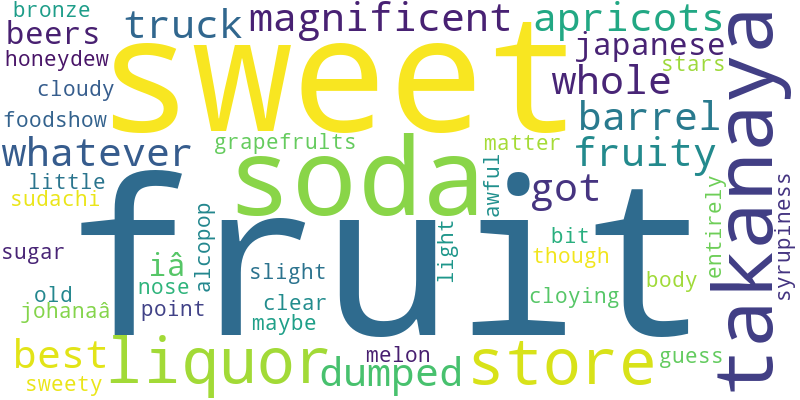 bronze
beers
truck
magnificent
apricots
honeydew
sweet
japanese
stars
cloudy
whole
takanaya
foodshow
barrel
whatever
grapefruits
soda
matter
fruity
little
sudachi
awful
got
fruit
alcopop
light
entirely
syrupiness
sugar
iâ
slight
bit
though
nose
body
old
johanaâ
point
clear
maybe
cloying
best
liquor
dumped
melon
store
guess
sweety